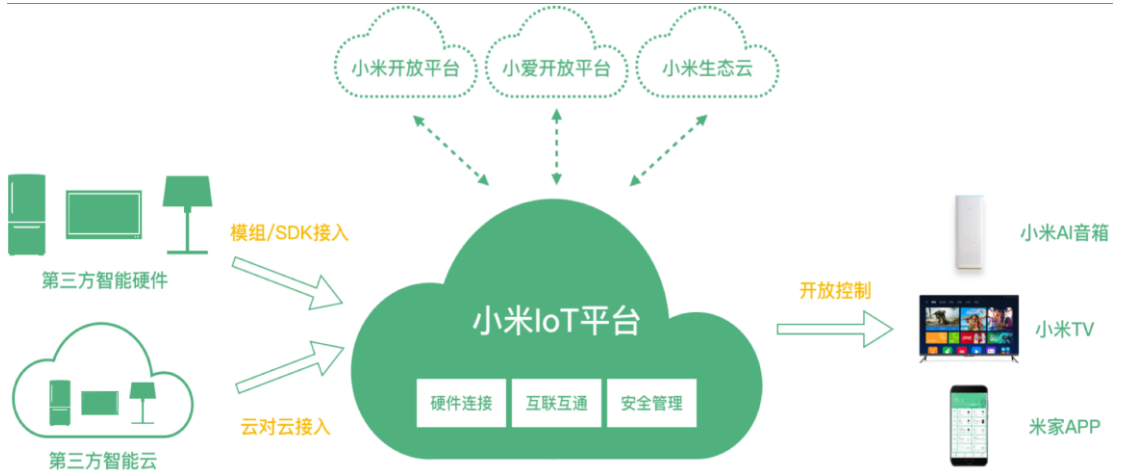 小米开放平台
小爱开放平台
小米生态云
模组/SDK接入
第三方智能硬件
小米AI音箱
开放控制
小米IoT平台
小米TV
硬件连接
互联互通
安全管理
云对云接入
米家APP
第三方智能云